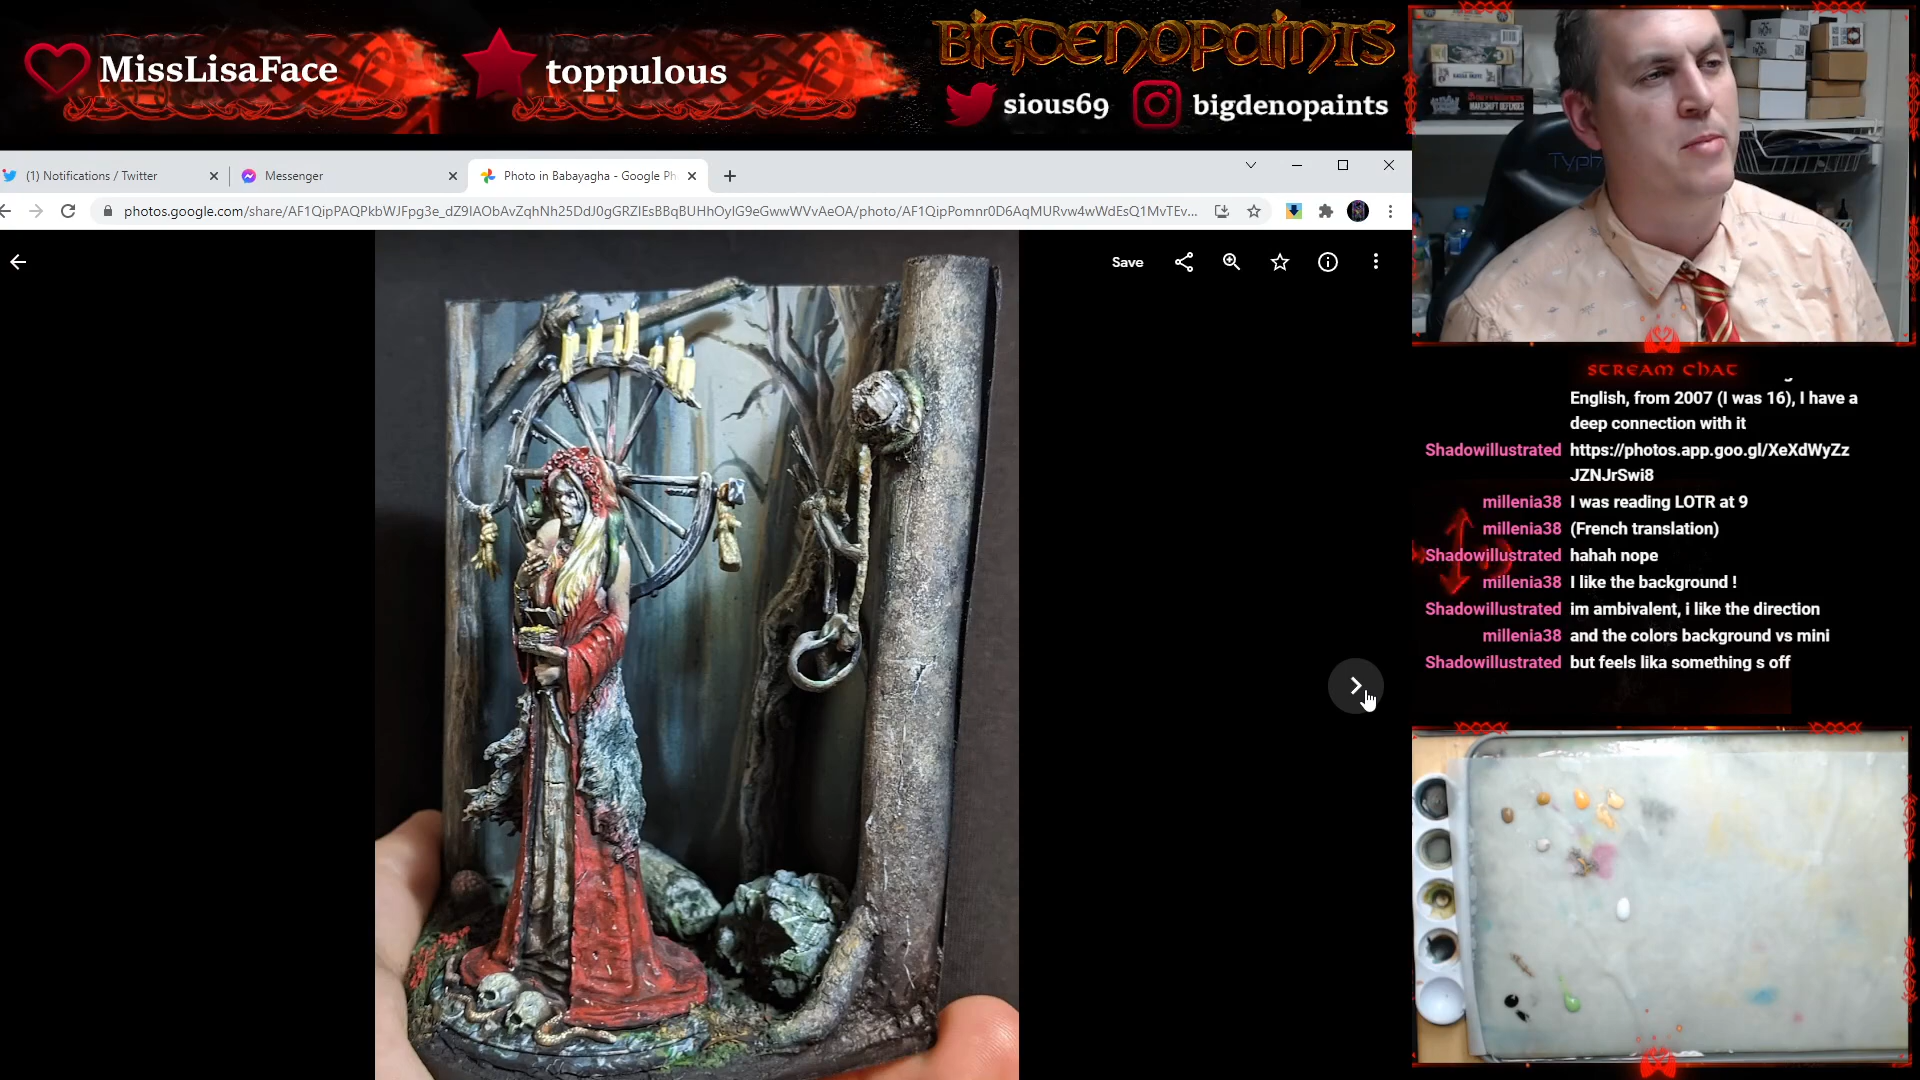 MissLisaFace
toppulous
BIGDENOPAINTS
sious69
bigdenopaints
(1) Notifications / Twitter
Messenger
Photo in Babayagha - Google Ph
photos.google.com/share/AF1QipPAQPkbWJFpg3e_dZ9IAObAvZqhNh25DdJ0gGRZlEsBBqBUHhOylG9eGwwWVvAeOA/photo/AF1QipPomnr0D6AqMURvw4wWdEsQ1MvTEv...
Save
STREAM CHAT
English, from 2007 (I was 16), I have a
deep connection with it
Shadowillustrated https://photos.app.goo.gl/XeXdWyZz
JZNJrSwi8
millenia38 I was reading LOTR at 9
millenia38 (French translation)
Shadowillustrated hahah nope
millenia38 I like the background !
Shadowillustrated im ambivalent, i like the direction
millenia38 and the colors background vs mini
Shadowillustrated but feels lika something s off